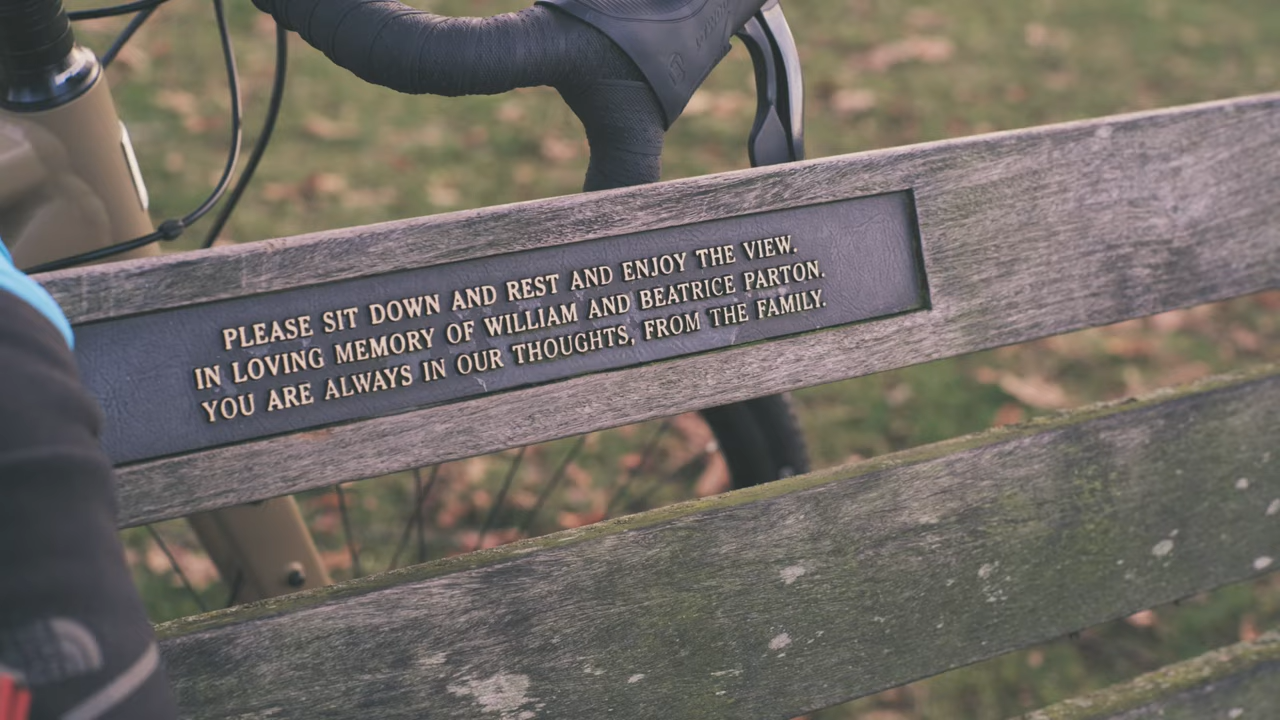 PLEASE SIT DOWN AND REST AND ENJOY THE VIEW.
IN LOVING MEMORY OF WILLIAM AND BEATRICE PARTON.
YOU ARE ALWAYS IN OUR THOUGHTS, FROM THE FAMILY.